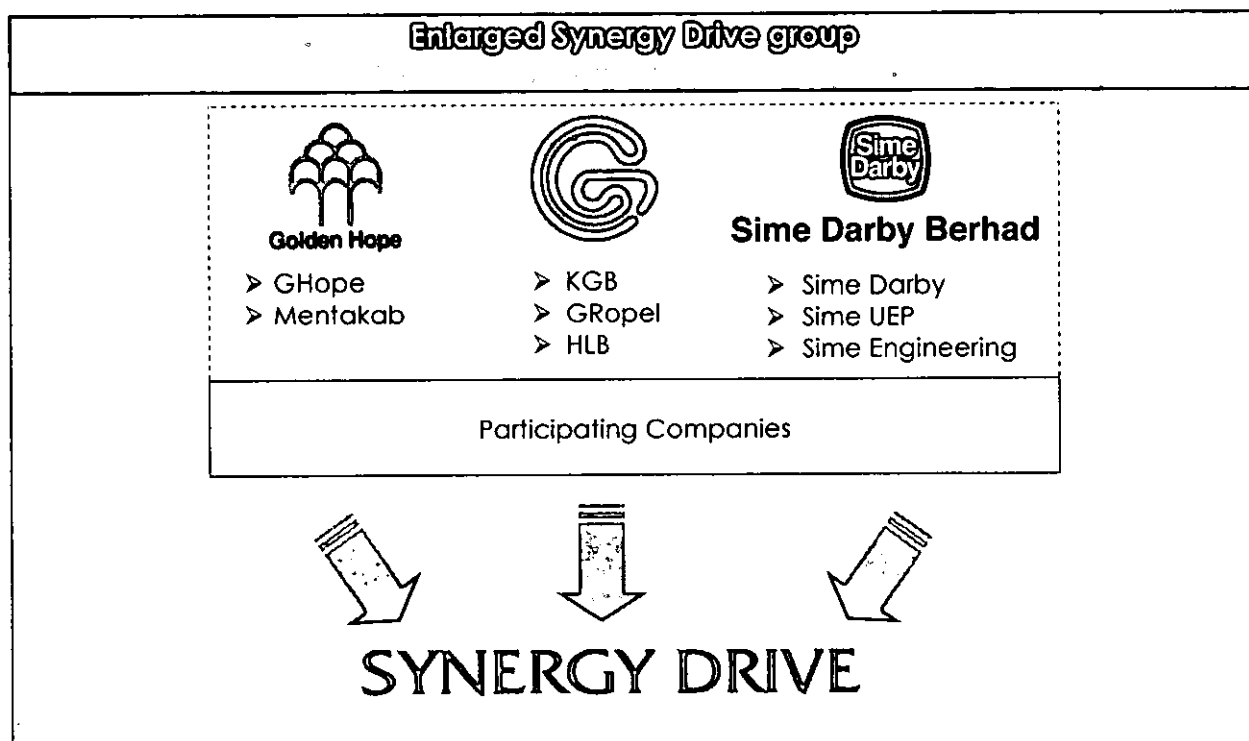 Enlarged Synergy Drive group
Golden Hope
GHope
Mentakab
KGB
GRopel
HLB
Sime Darby
Sime Darby Berhad
Sime Darby
Sime UEP
Sime Engineering
Participating Companies
SYNERGY DRIVE